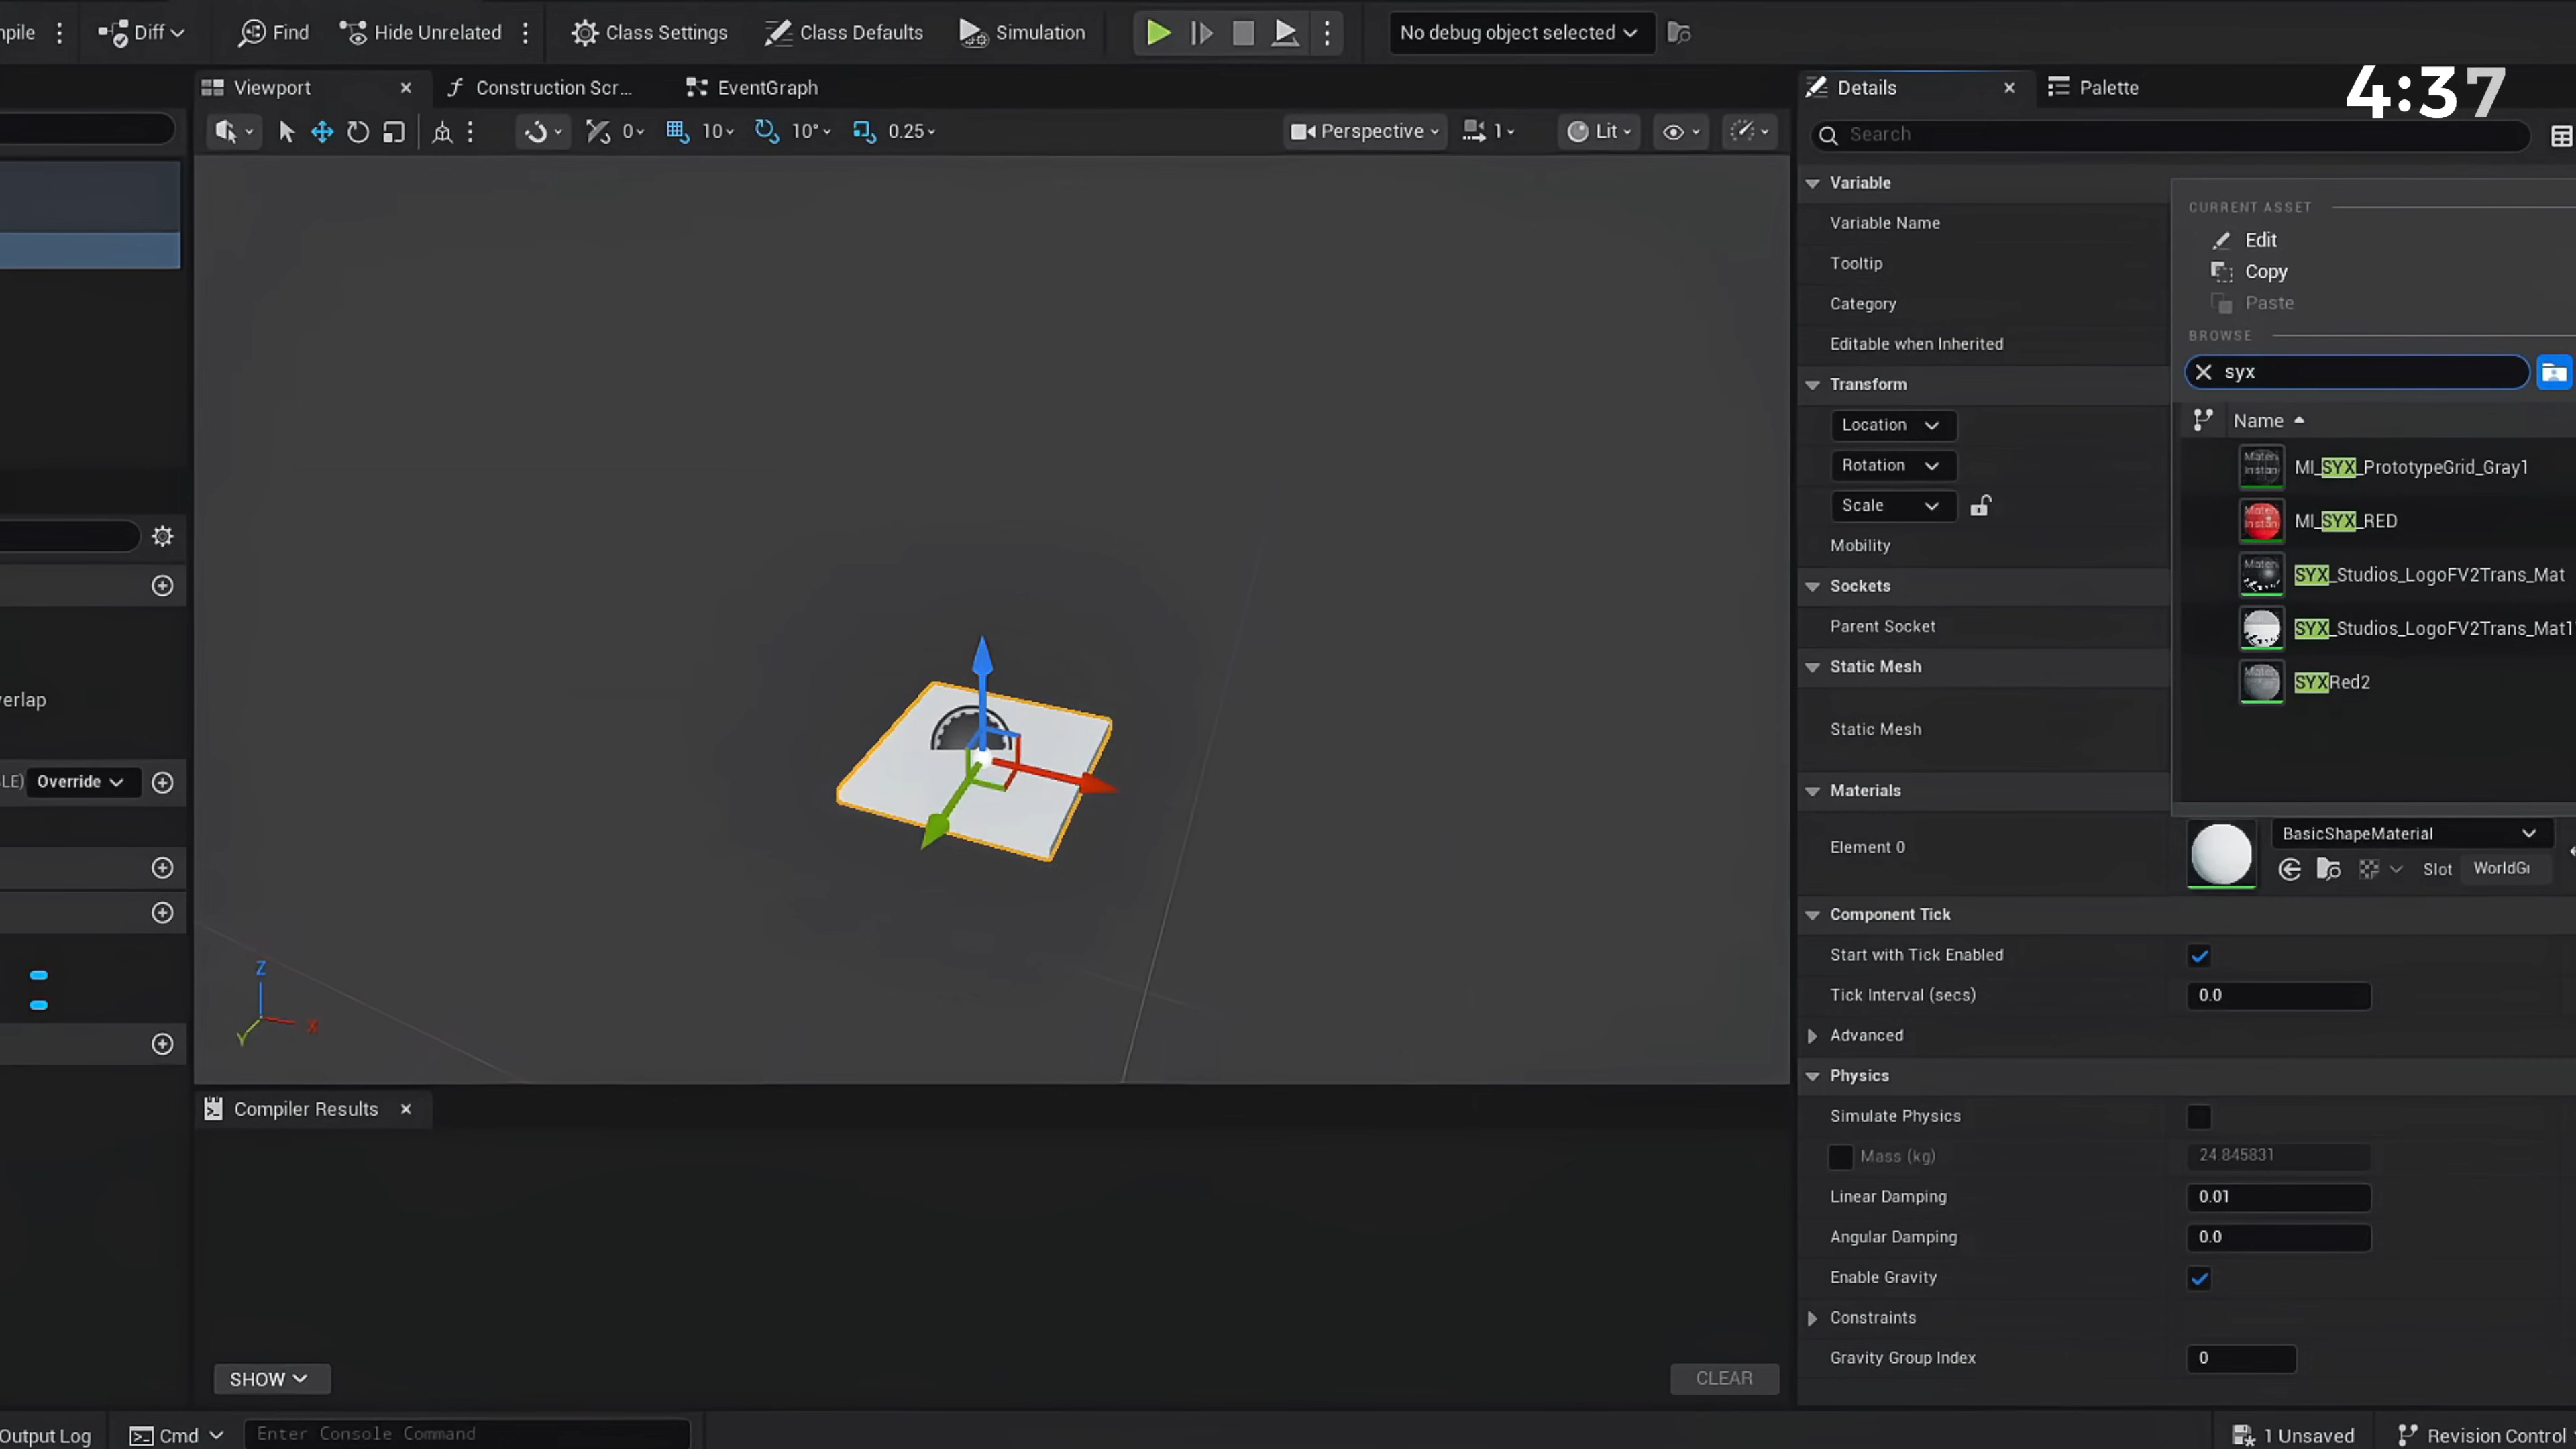 mpile
Diff
Find
Hide Unrelated
Class Settings
Class Defaults
Simulation
No debug object selected
Viewport
Construction Scr...
EventGraph
Details
Palette
4:37
0
10
10°
0.25
Perspective
1
Lit
Search
Variable
Variable Name
Tooltip
Category
Editable when Inherited
Transform
Location
Rotation
Scale
Mobility
Sockets
Parent Socket
Static Mesh
Static Mesh
Materials
Element 0
CURRENT ASSET
Edit
Copy
Paste
BROWSE
syx
Name
MI_SYX_PrototypeGrid_Gray1
MI_SYX_RED
SYX_Studios_LogoFV2Trans_Mat
SYX_Studios_LogoFV2Trans_Mat1
SYXRed2
BasicShapeMaterial
Slot WorldGr
Component Tick
Start with Tick Enabled
Tick Interval (secs) 0.0
Advanced
Physics
Simulate Physics
Mass (kg) 24.845831
Linear Damping 0.01
Angular Damping 0.0
Enable Gravity
Constraints
Gravity Group Index 0
verlap
LE) Override
Z
X
Y
Compiler Results
SHOW
CLEAR
Output Log
Cmd
Enter Console Command
1 Unsaved
Revision Control